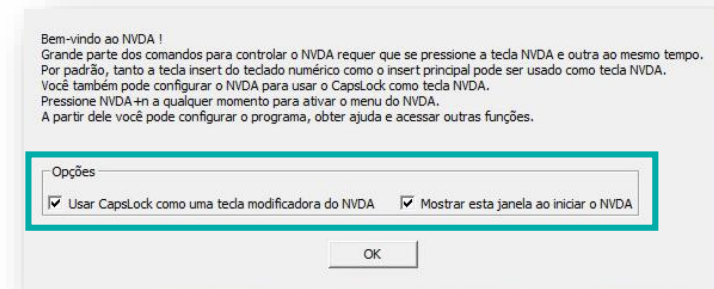 Bem-vindo ao NVDA !
Grande parte dos comandos para controlar o NVDA requer que se pressione a tecla NVDA e outra ao mesmo tempo.
Por padrão, tanto a tecla insert do teclado numérico como o insert principal pode ser usado como tecla NVDA.
Você também pode configurar o NVDA para usar o CapsLock como tecla NVDA.
Pressione NVDA+n a qualquer momento para ativar o menu do NVDA.
A partir dele você pode configurar o programa, obter ajuda e acessar outras funções.
Opções
Usar CapsLock como uma tecla modificadora do NVDA Mostrar esta janela ao iniciar o NVDA
OK